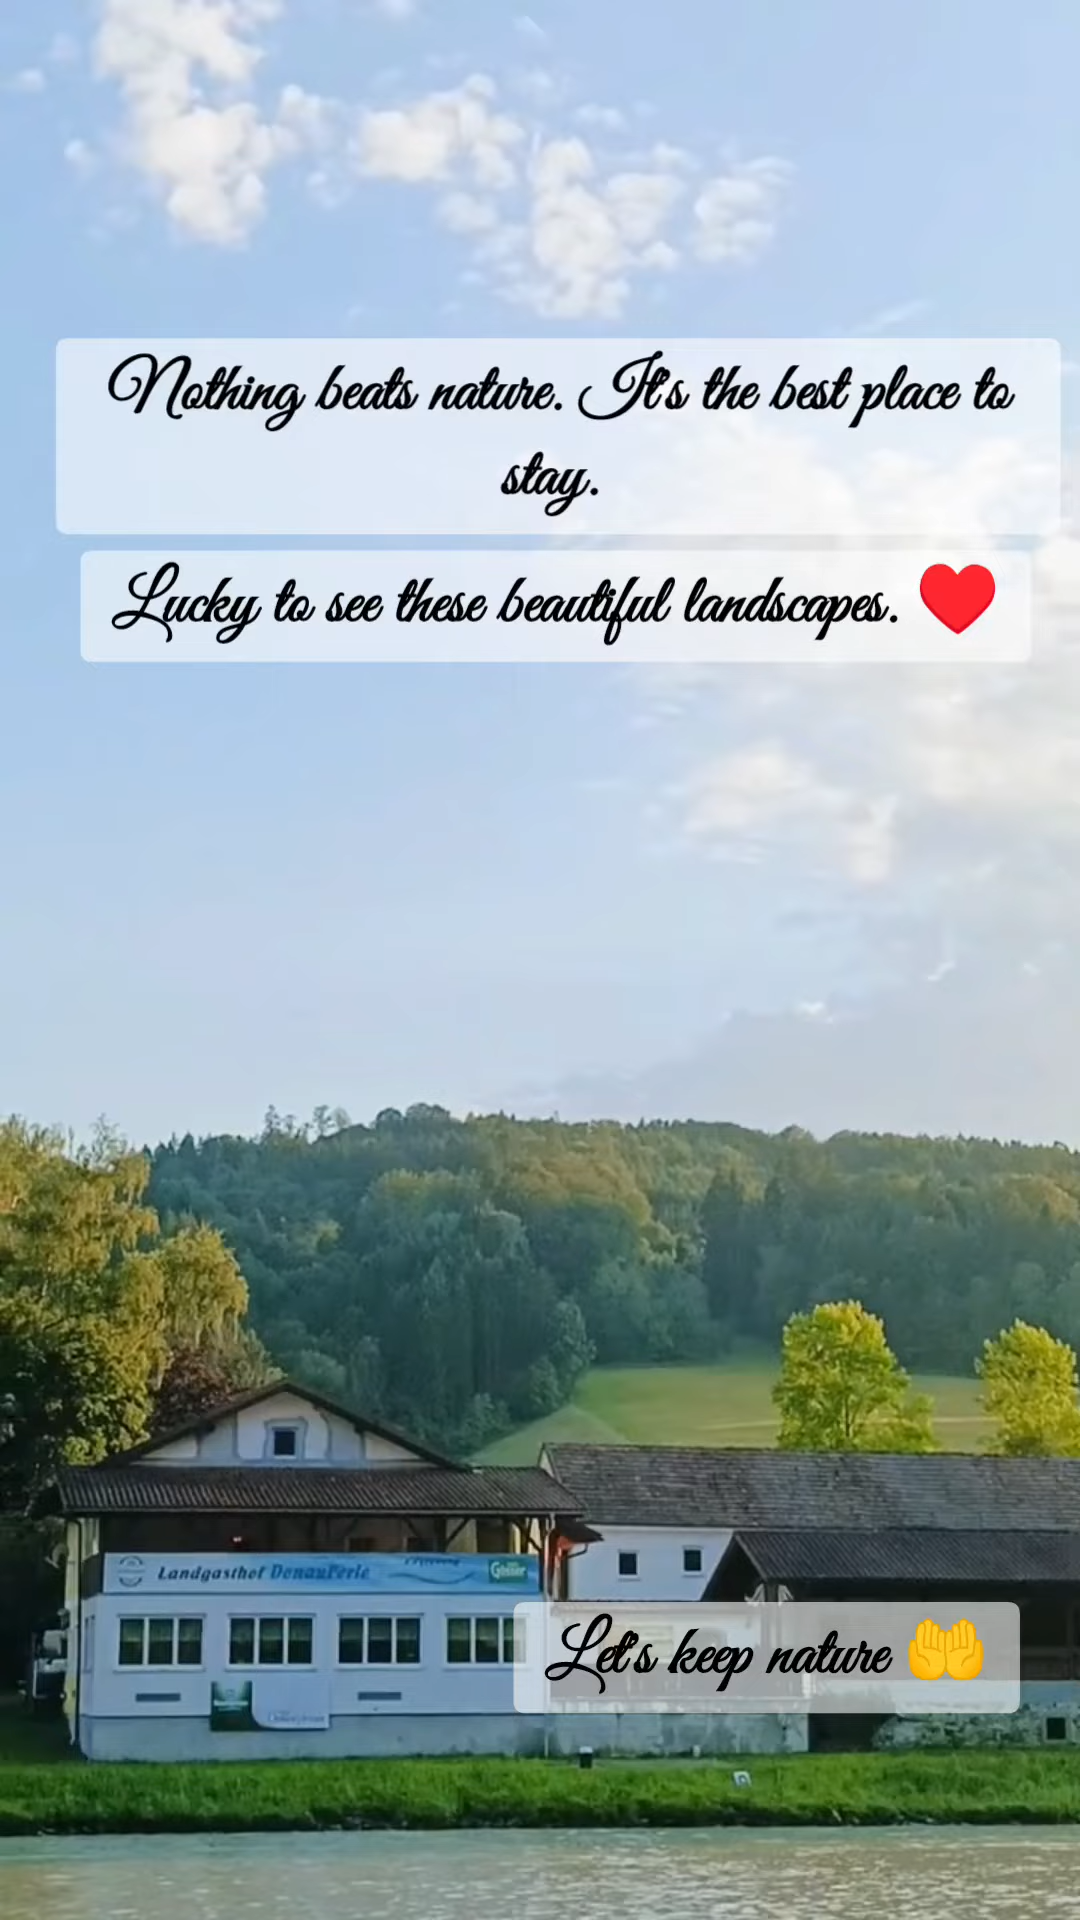 Nothing beats nature. It's the best place to
stay.
Lucky to see these beautiful landscapes. ❤️
Landgasthof DonauPerle
Gösser
Let's keep nature 🤲